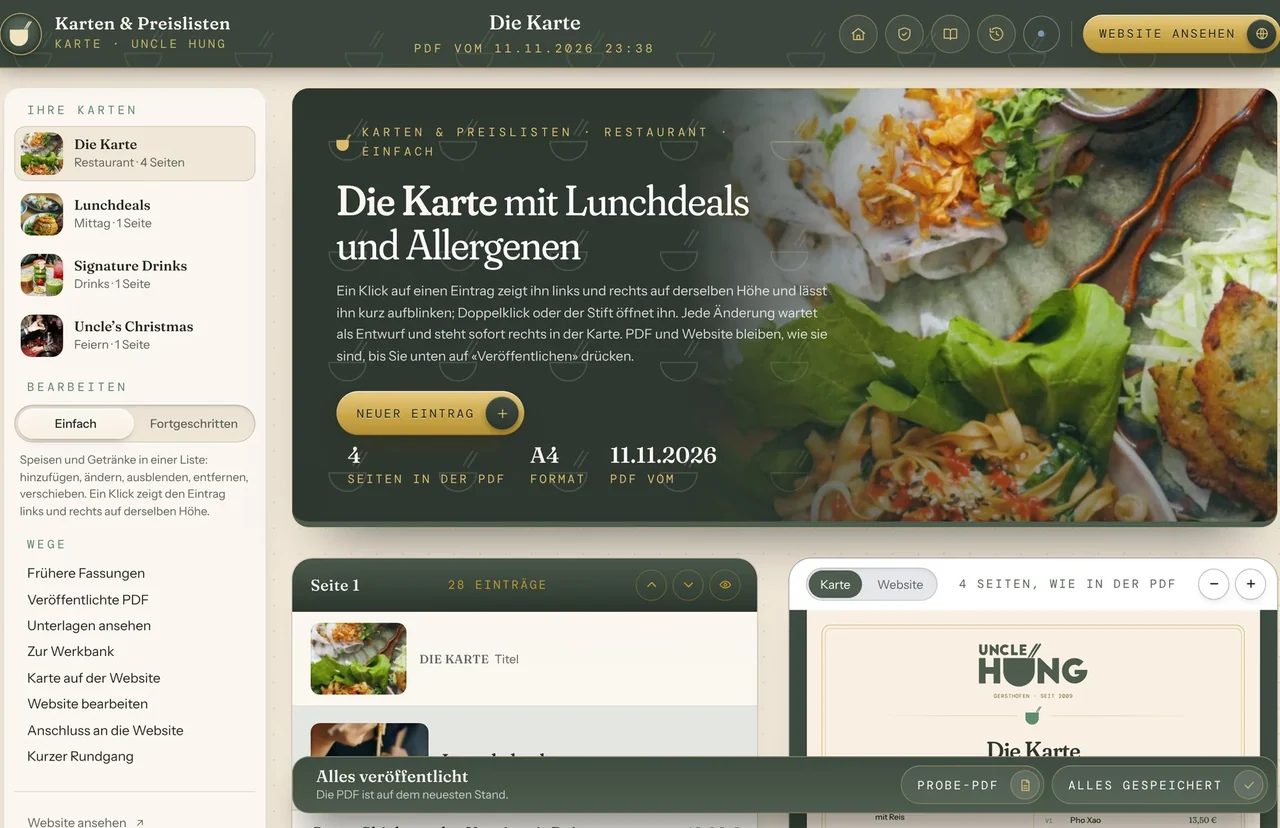 Karten & Preislisten
KARTE · UNCLE HUNG
Die Karte
PDF VOM 11.11.2026 23:38
WEBSITE ANSEHEN
IHRE KARTEN
Die Karte
Restaurant · 4 Seiten
Lunchdeals
Mittag · 1 Seite
Signature Drinks
Drinks · 1 Seite
Uncle’s Christmas
Feiern · 1 Seite
BEARBEITEN
Einfach
Fortgeschritten
Speisen und Getränke in einer Liste:
hinzufügen, ändern, ausblenden, entfernen,
verschieben. Ein Klick zeigt den Eintrag
links und rechts auf derselben Höhe.
WEGE
Frühere Fassungen
Veröffentlichte PDF
Unterlagen ansehen
Zur Werkbank
Karte auf der Website
Website bearbeiten
Anschluss an die Website
Kurzer Rundgang
Website ansehen ↗
KARTEN & PREISLISTEN · RESTAURANT ·
EINFACH
Die Karte mit Lunchdeals
und Allergenen
Ein Klick auf einen Eintrag zeigt ihn links und rechts auf derselben Höhe und lässt
ihn kurz aufblinken; Doppelklick oder der Stift öffnet ihn. Jede Änderung wartet
als Entwurf und steht sofort rechts in der Karte. PDF und Website bleiben, wie sie
sind, bis Sie unten auf «Veröffentlichen» drücken.
NEUER EINTRAG +
4
SEITEN IN DER PDF
A4
FORMAT
11.11.2026
PDF VOM
Seite 1
28 EINTRÄGE
DIE KARTE Titel
Karte
Website
4 SEITEN, WIE IN DER PDF
− +
UNCLE
HUNG
GERSTHOFEN · SEIT 2009
Die Karte
Alles veröffentlicht
Die PDF ist auf dem neuesten Stand.
PROBE-PDF
ALLES GESPEICHERT
mit Reis
V1 Pho Xao 13,50 €